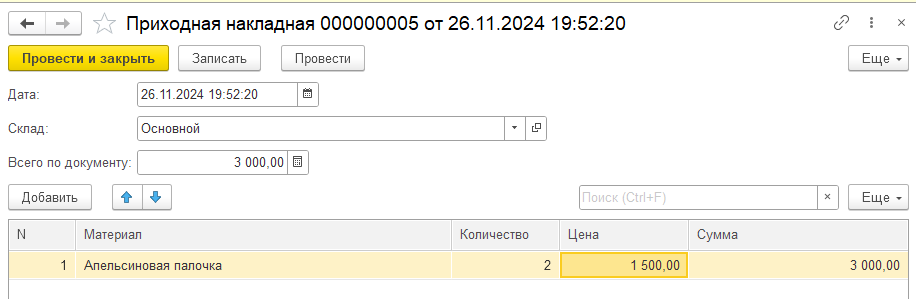 Приходная накладная 000000005 от 26.11.2024 19:52:20
Провести и закрыть Записать Провести Еще
Дата: 26.11.2024 19:52:20
Склад: Основной
Всего по документу: 3 000,00
Добавить Поиск (Ctrl+F) × Еще
N Материал Количество Цена Сумма
1 Апельсиновая палочка 2 1 500,00 3 000,00